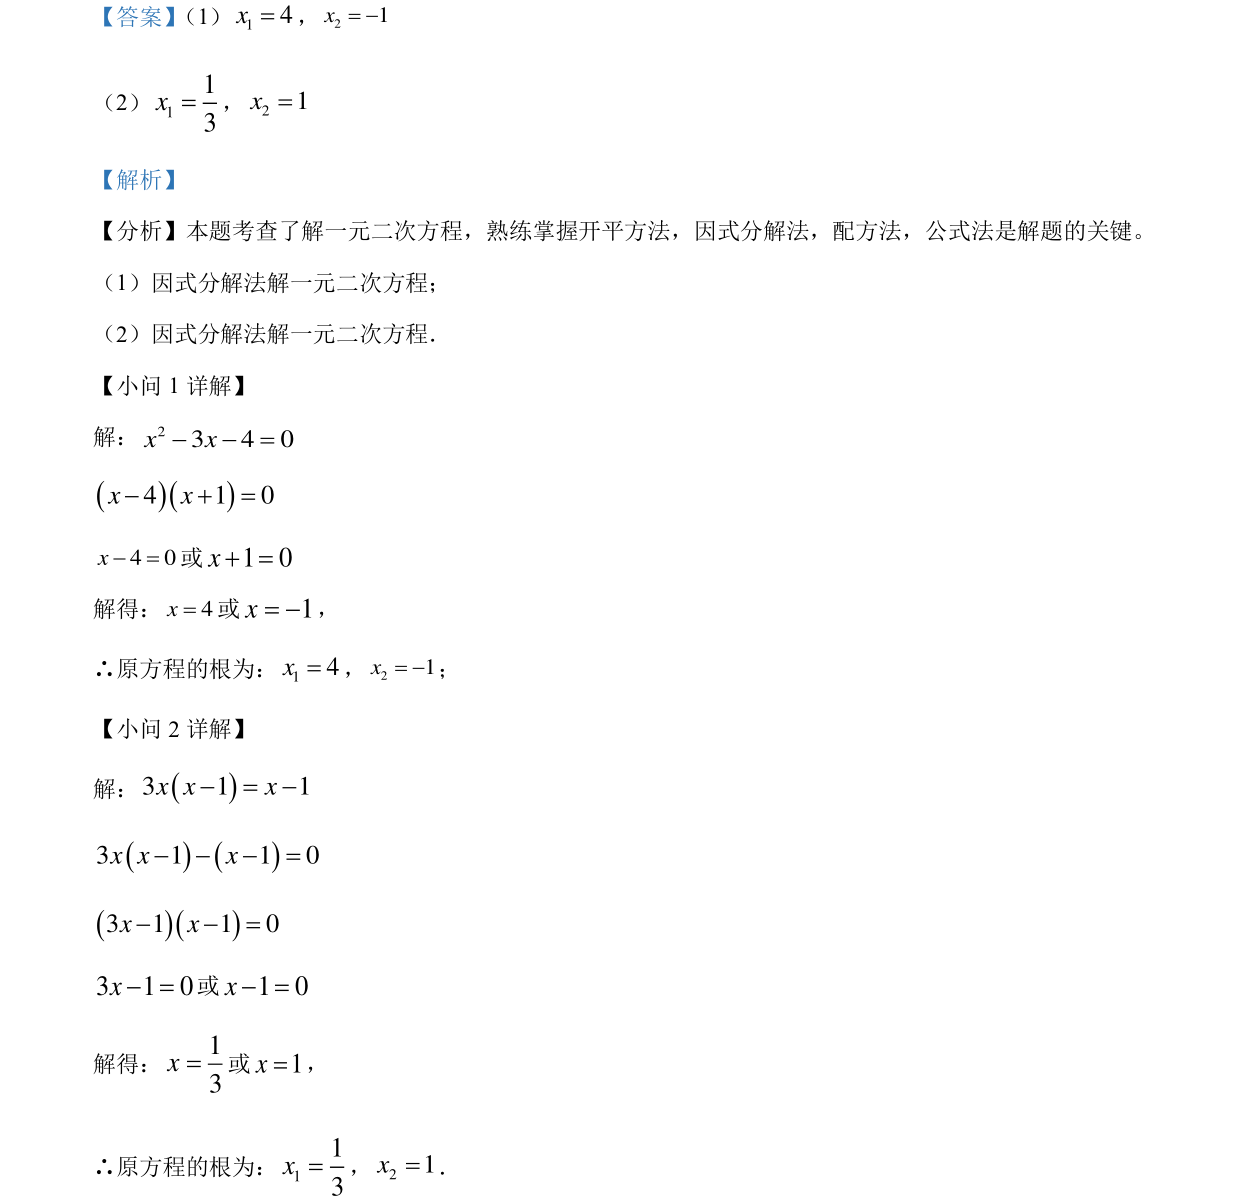 【答案】（1）x₁ = 4，x₂ = −1
（2）x₁ = 1/3，x₂ = 1
【解析】
【分析】本题考查了解一元二次方程，熟练掌握开平方法，因式分解法，配方法，公式法是解题的关键。
（1）因式分解法解一元二次方程；
（2）因式分解法解一元二次方程．
【小问 1 详解】
解：x² − 3x − 4 = 0
(x − 4)(x + 1) = 0
x − 4 = 0或x + 1 = 0
解得：x = 4或x = −1，
∴原方程的根为：x₁ = 4，x₂ = −1；
【小问 2 详解】
解：3x(x − 1) = x − 1
3x(x − 1) − (x − 1) = 0
(3x − 1)(x − 1) = 0
3x − 1 = 0或x − 1 = 0
解得：x = 1/3或x = 1，
∴原方程的根为：x₁ = 1/3，x₂ = 1．